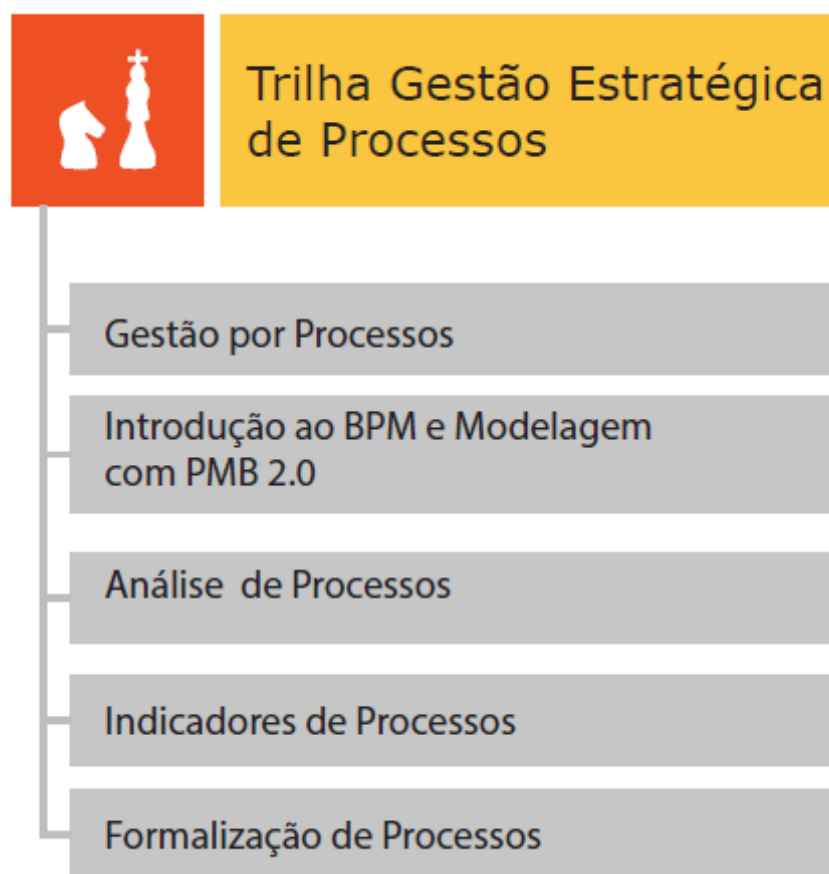 Trilha Gestão Estratégica
de Processos
Gestão por Processos
Introdução ao BPM e Modelagem
com PMB 2.0
Análise de Processos
Indicadores de Processos
Formalização de Processos